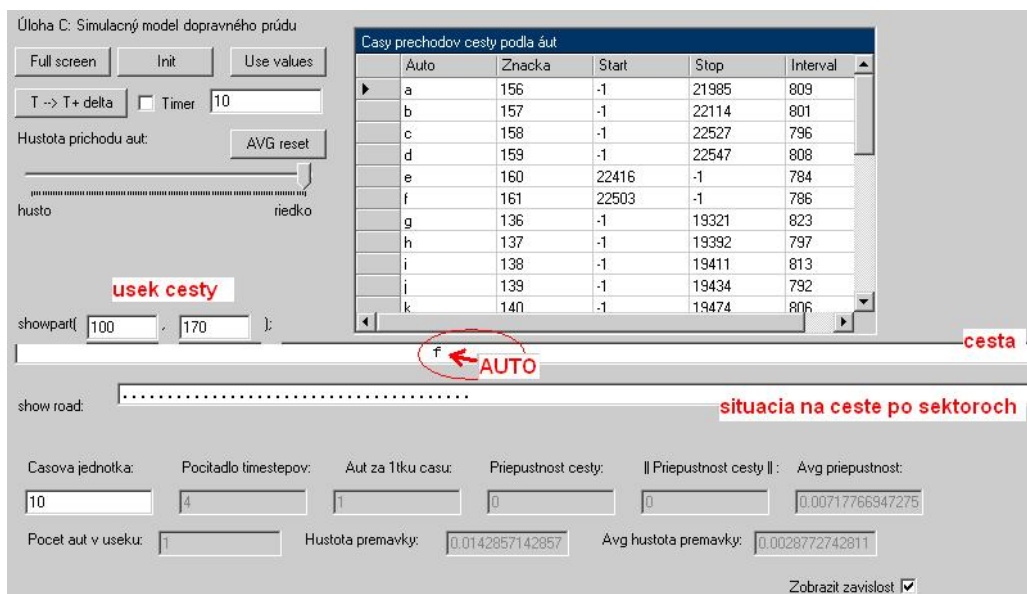 Úloha C: Simulacný model dopravného prúdu
Full screen Init Use values
T --> T+ delta Timer 10
Hustota prichodu aut: AVG reset
husto riedko
Casy prechodov cesty podla áut
Auto Znacka Start Stop Interval
a 156 -1 21985 809
b 157 -1 22114 801
c 158 -1 22527 796
d 159 -1 22547 808
e 160 22416 -1 784
f 161 22503 -1 786
g 136 -1 19321 823
h 137 -1 19392 797
i 138 -1 19411 813
j 139 -1 19434 792
k 140 -1 19474 806
usek cesty
showpart( 100 , 170 );
cesta
f
AUTO
show road: .......................................
situacia na ceste po sektoroch
Casova jednotka: Pocitadlo timestepov: Aut za 1tku casu: Priepustnost cesty: || Priepustnost cesty || : Avg priepustnost:
10 4 1 0 0 0.00717766947275
Pocet aut v useku: 1 Hustota premavky: 0.0142857142857 Avg hustota premavky: 0.0028772742811
Zobrazit zavislost